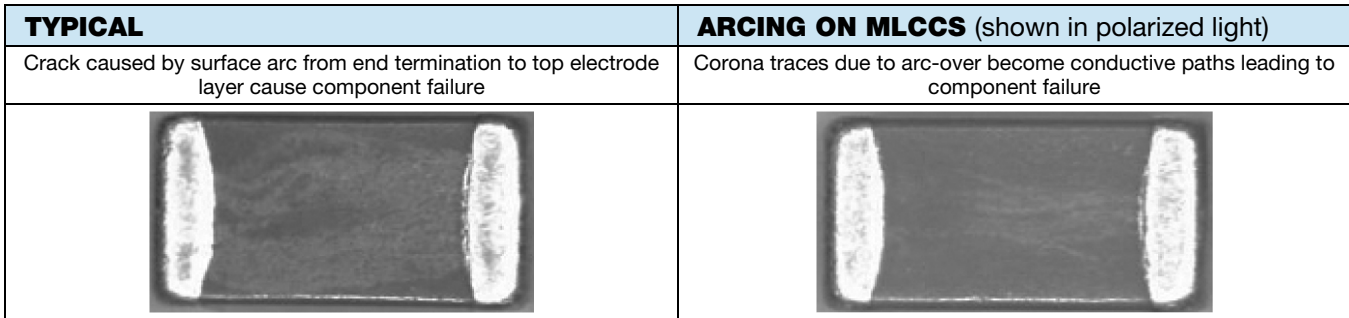 TYPICAL
ARCING ON MLCCS (shown in polarized light)
Crack caused by surface arc from end termination to top electrode
layer cause component failure
Corona traces due to arc-over become conductive paths leading to
component failure